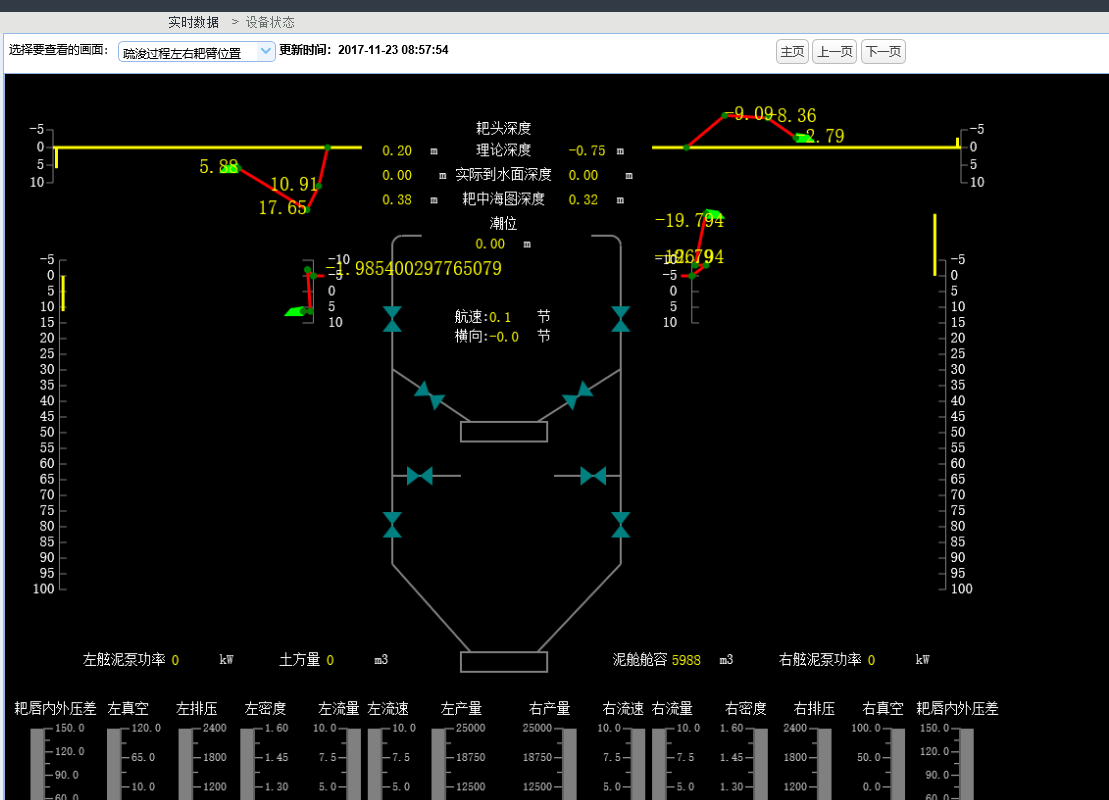 实时数据 > 设备状态
选择要查看的画面： 疏浚过程左右耙臂位置 更新时间：2017-11-23 08:57:54 主页 上一页 下一页
-9.09 -8.36
-5 耙头深度 2.79 -5
0 0.20 m 理论深度 -0.75 m 0
5 5.88 5
10 10.91 0.00 m 实际到水面深度 0.00 m 10
17.65 0.38 m 耙中海图深度 0.32 m
潮位 -19.794
0.00 m
-5 -10 -10 -5
0 -5 -1.985400297765079 -5 0
5 0 0 5
10 5 航速:0.1 节 5 10
15 10 横向:-0.0 节 10 15
20 20
25 25
30 30
35 35
40 40
45 45
50 50
55 55
60 60
65 65
70 70
75 75
80 80
85 85
90 90
95 95
100 100
左舷泥泵功率 0 kW 土方量 0 m3 泥舱舱容 5988 m3 右舷泥泵功率 0 kW
耙唇内外压差 左真空 左排压 左密度 左流量 左流速 左产量 右产量 右流速 右流量 右密度 右排压 右真空 耙唇内外压差
150.0 120.0 2400 1.60 10.0 10.0 25000 25000 10.0 10.0 1.60 2400 100.0 150.0
120.0 65.0 1800 1.45 7.5 7.5 18750 18750 7.5 7.5 1.45 1800 50.0 120.0
90.0 10.0 1200 1.30 5.0 5.0 12500 12500 5.0 5.0 1.30 1200 0.0 90.0
60.0 60.0